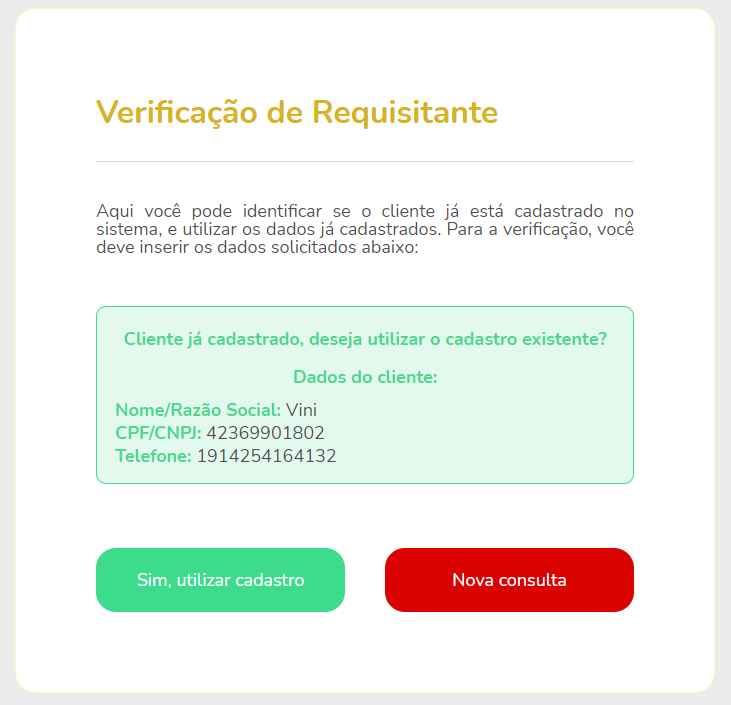 Verificação de Requisitante
Aqui você pode identificar se o cliente já está cadastrado no
sistema, e utilizar os dados já cadastrados. Para a verificação, você
deve inserir os dados solicitados abaixo:
Cliente já cadastrado, deseja utilizar o cadastro existente?
Dados do cliente:
Nome/Razão Social: Vini
CPF/CNPJ: 42369901802
Telefone: 1914254164132
Sim, utilizar cadastro
Nova consulta